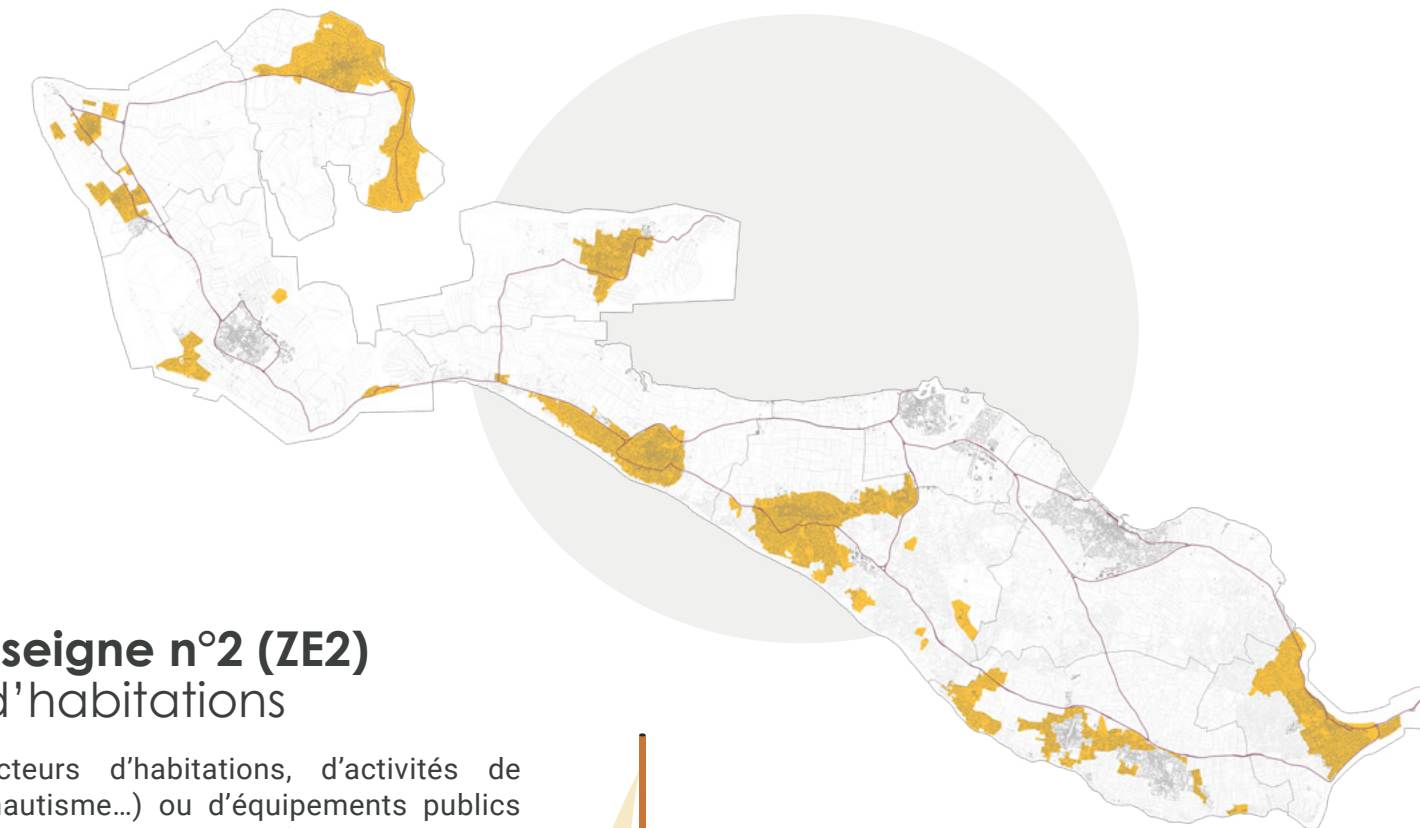 seigne n°2 (ZE2)
d'habitations
cteurs d'habitations, d'activités de
nautisme…) ou d'équipements publics